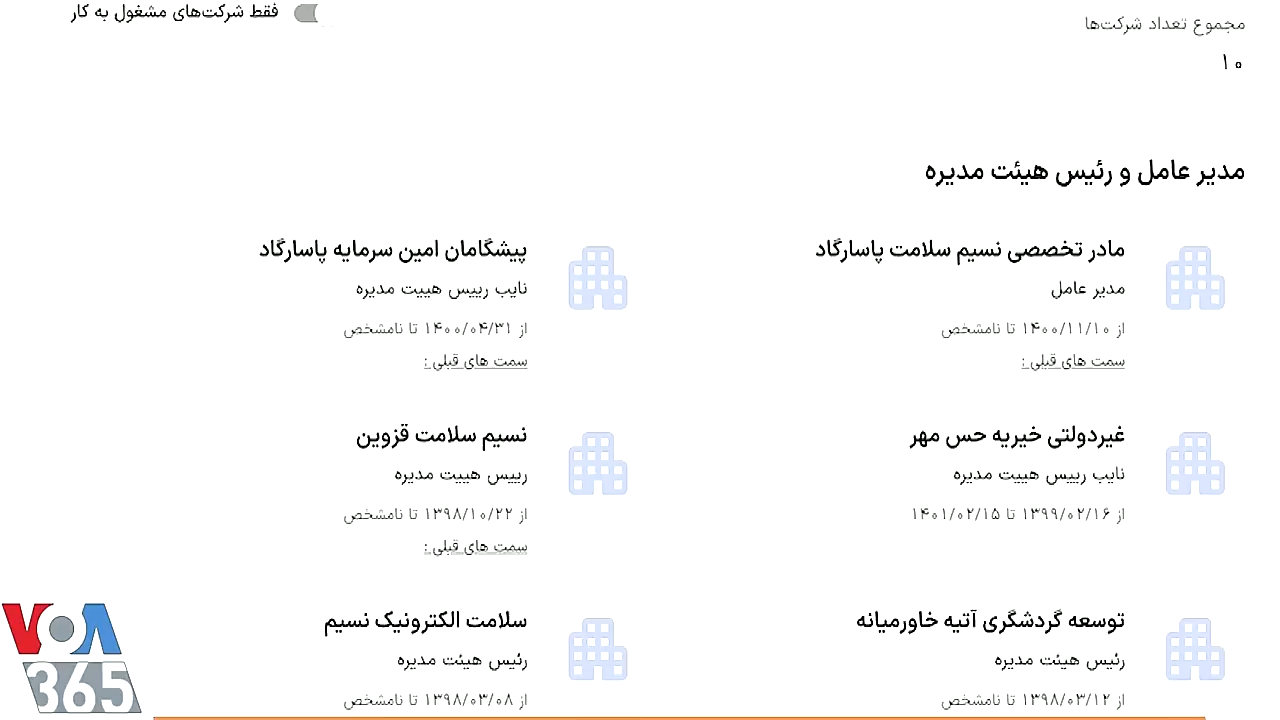 مجموع تعداد شرکت‌ها
۱۰
فقط شرکت‌های مشغول به کار
مدیر عامل و رئیس هیئت مدیره
مادر تخصصی نسیم سلامت پاسارگاد
مدیر عامل
از ۱۴۰۰/۱۱/۱۰ تا نامشخص
سمت های قبلی :
پیشگامان امین سرمایه پاسارگاد
نایب رییس هییت مدیره
از ۱۴۰۰/۰۴/۳۱ تا نامشخص
سمت های قبلی :
غیردولتی خیریه حس مهر
نایب رییس هییت مدیره
از ۱۳۹۹/۰۲/۱۶ تا ۱۴۰۱/۰۲/۱۵
نسیم سلامت قزوین
رییس هییت مدیره
از ۱۳۹۸/۱۰/۲۲ تا نامشخص
سمت های قبلی :
توسعه گردشگری آتیه خاورمیانه
رئیس هیئت مدیره
از ۱۳۹۸/۰۳/۱۲ تا نامشخص
سلامت الکترونیک نسیم
رئیس هیئت مدیره
از ۱۳۹۸/۰۳/۰۸ تا نامشخص
VOA
365